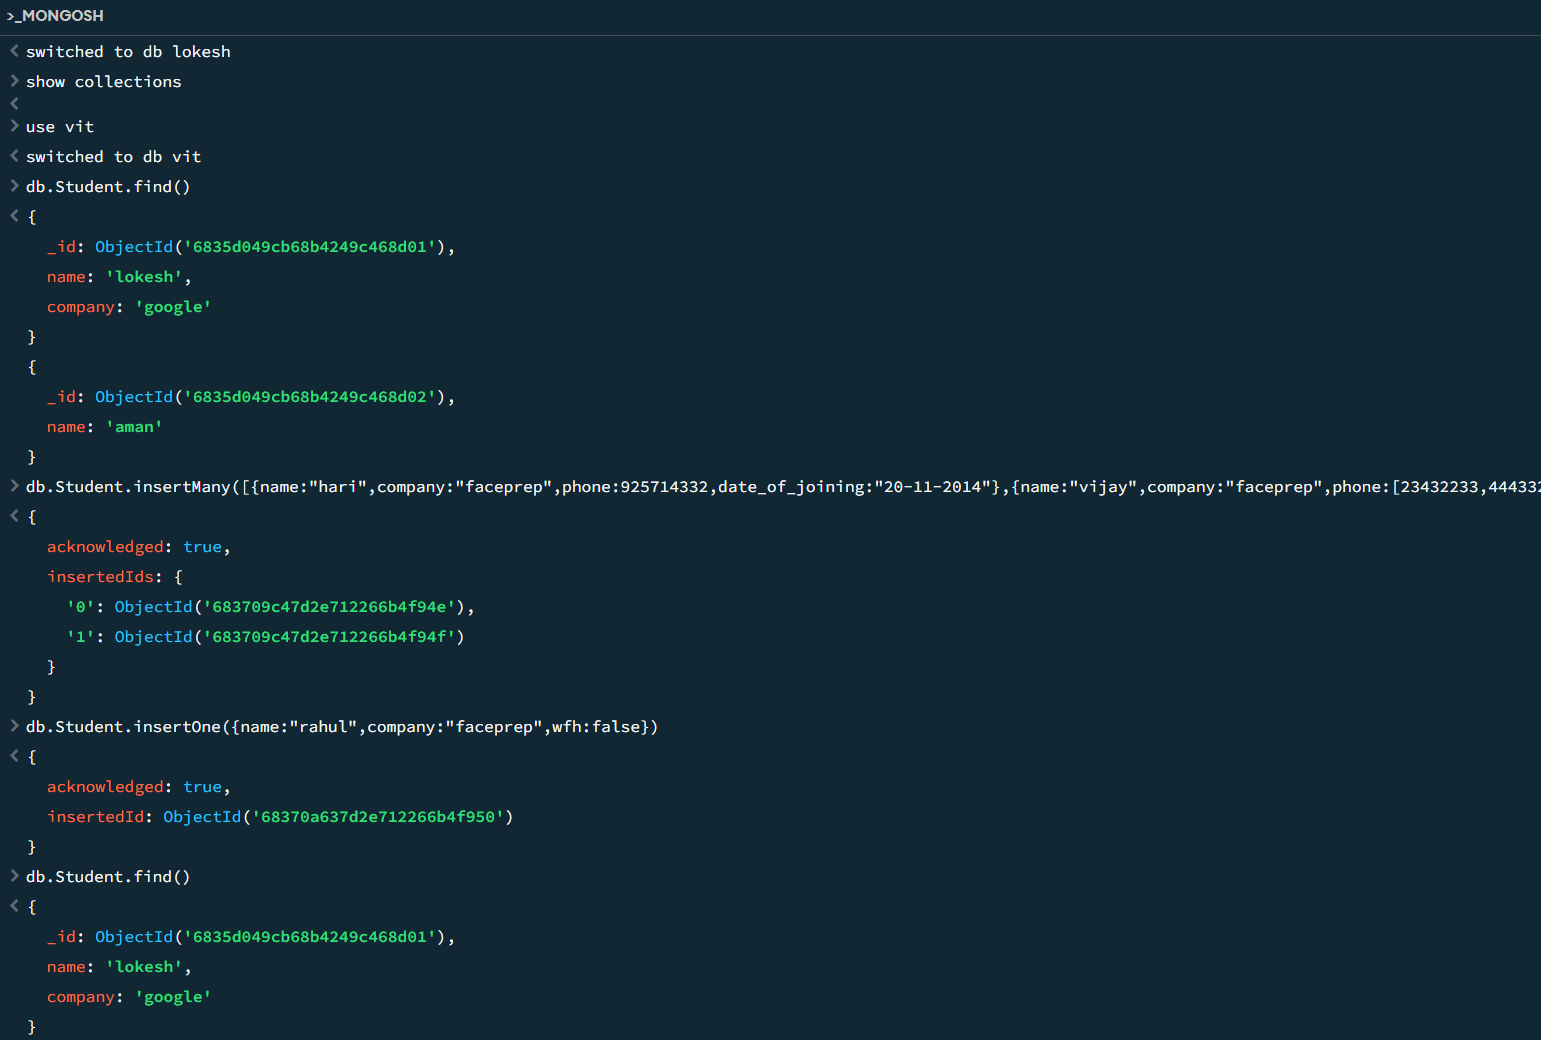 >_MONGOSH
< switched to db lokesh
> show collections
<
> use vit
< switched to db vit
> db.Student.find()
< {
    _id: ObjectId('6835d049cb68b4249c468d01'),
    name: 'lokesh',
    company: 'google'
  }
  {
    _id: ObjectId('6835d049cb68b4249c468d02'),
    name: 'aman'
  }
> db.Student.insertMany([{name:"hari",company:"faceprep",phone:925714332,date_of_joining:"20-11-2014"},{name:"vijay",company:"faceprep",phone:[23432233,444332
< {
    acknowledged: true,
    insertedIds: {
      '0': ObjectId('683709c47d2e712266b4f94e'),
      '1': ObjectId('683709c47d2e712266b4f94f')
    }
  }
> db.Student.insertOne({name:"rahul",company:"faceprep",wfh:false})
< {
    acknowledged: true,
    insertedId: ObjectId('68370a637d2e712266b4f950')
  }
> db.Student.find()
< {
    _id: ObjectId('6835d049cb68b4249c468d01'),
    name: 'lokesh',
    company: 'google'
  }